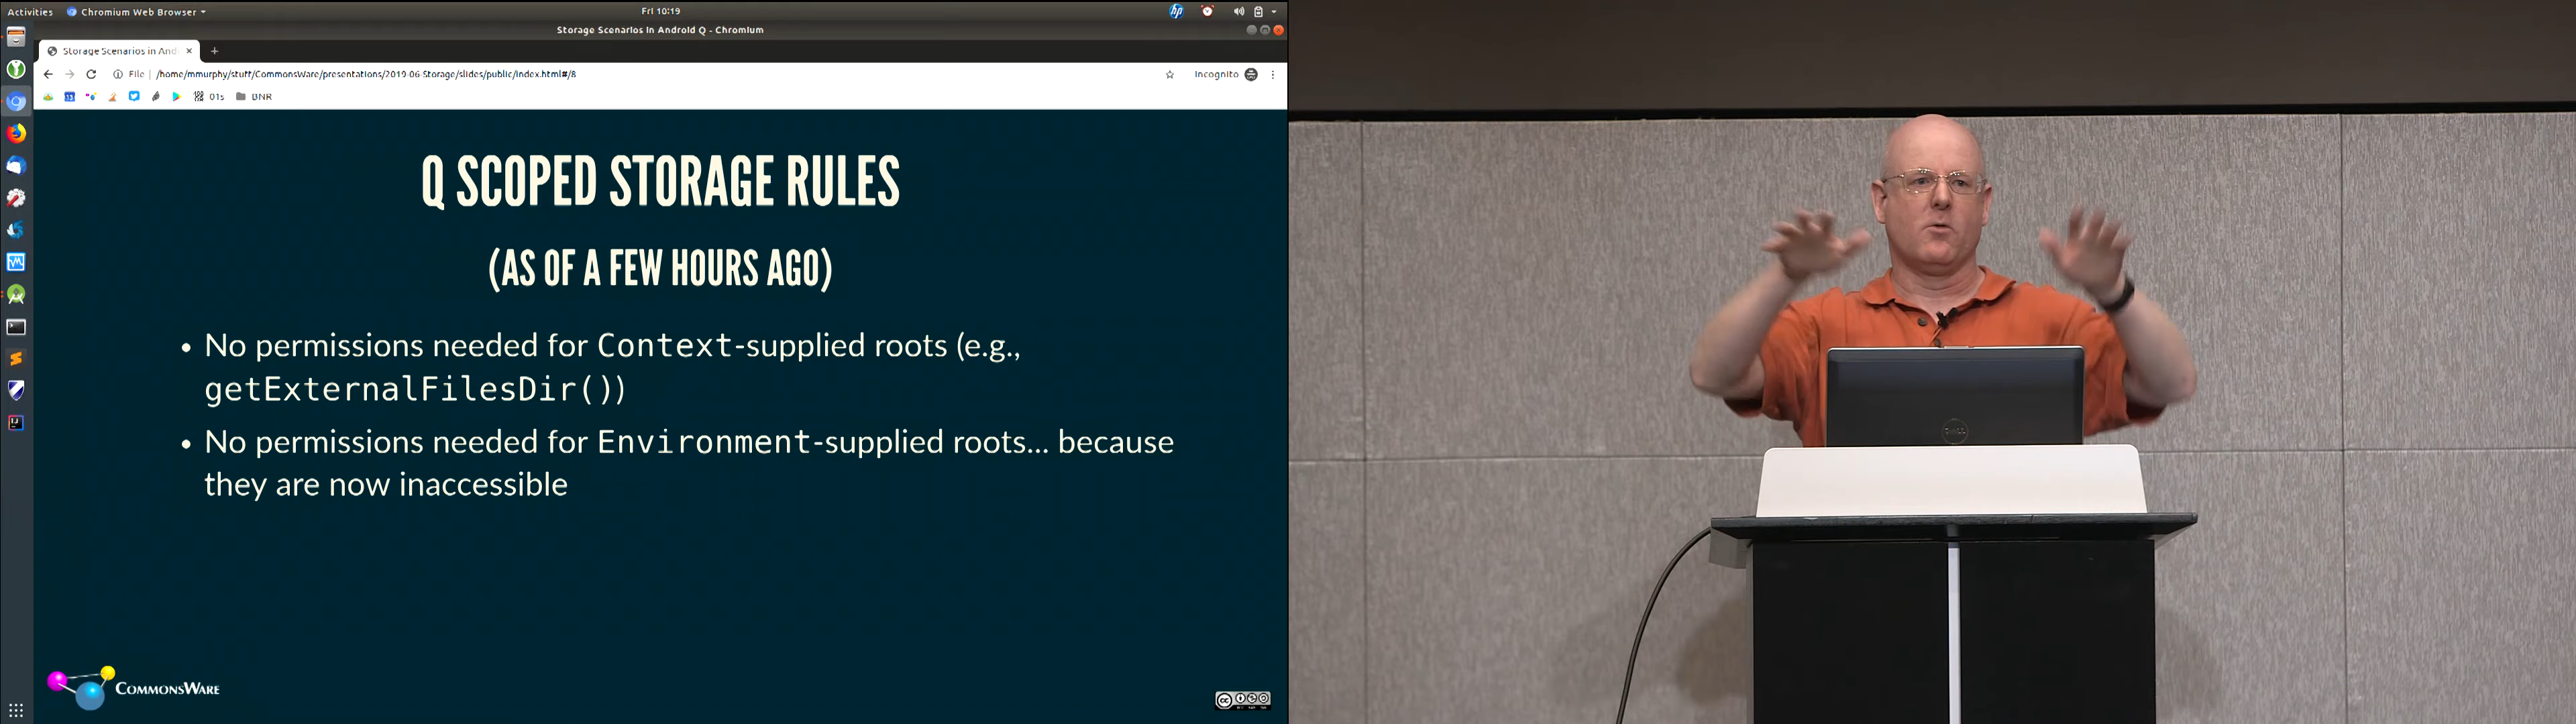 Activities
Chromium Web Browser
Fri 10:19
hp
Storage Scenarios in Android Q - Chromium
Storage Scenarios in And
File
/home/mmurphy/stuff/CommonsWare/presentations/2019-06-Storage/slides/public/index.html#/8
Incognito
01s
BNR
Q SCOPED STORAGE RULES
(AS OF A FEW HOURS AGO)
No permissions needed for Context-supplied roots (e.g.,
getExternalFilesDir())
No permissions needed for Environment-supplied roots... because
they are now inaccessible
COMMONSWARE
DELL